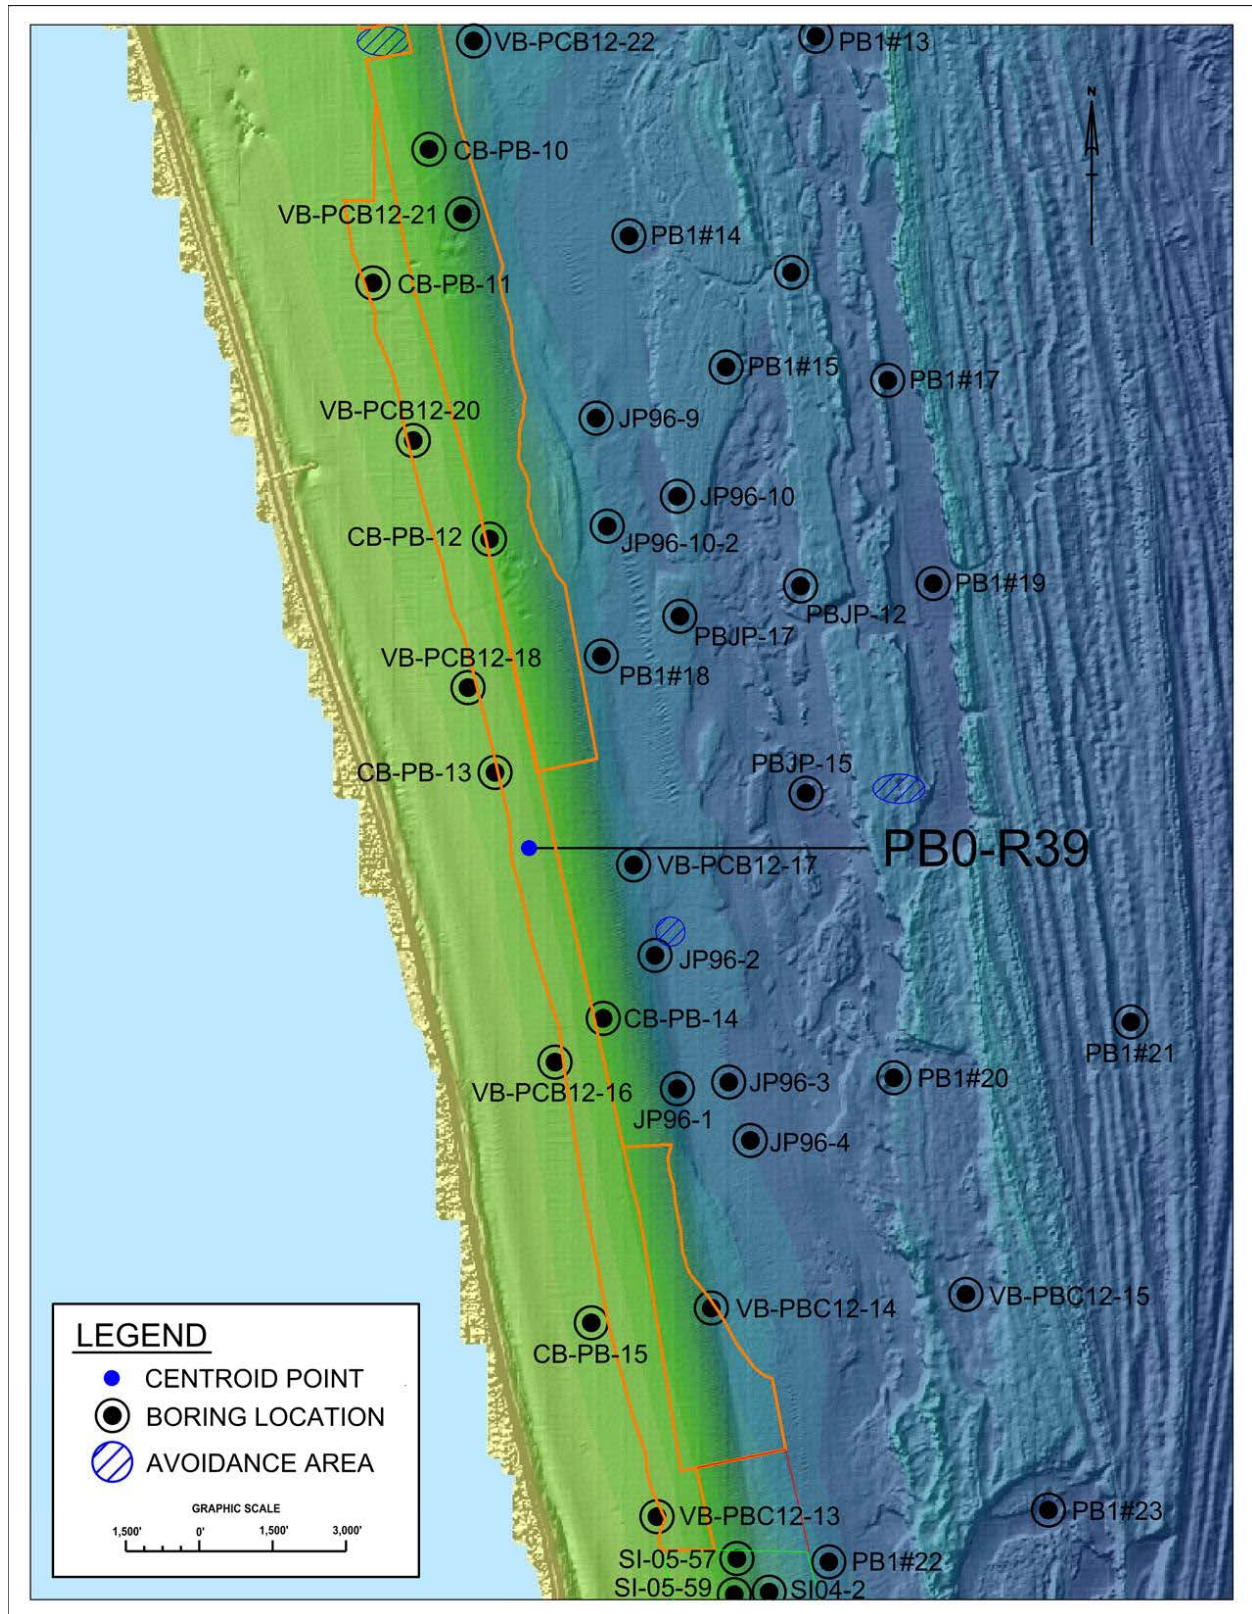 VB-PCB12-22
PB1#13
N
CB-PB-10
VB-PCB12-21
PB1#14
CB-PB-11
PB1#15
PB1#17
VB-PCB12-20
JP96-9
JP96-10
CB-PB-12
JP96-10-2
PB1#19
PBJP-12
PBJP-17
VB-PCB12-18
PB1#18
CB-PB-13
PBJP-15
PB0-R39
VB-PCB12-17
JP96-2
CB-PB-14
PB1#21
VB-PCB12-16
JP96-3
PB1#20
JP96-1
JP96-4
VB-PBC12-15
VB-PBC12-14
CB-PB-15
LEGEND
CENTROID POINT
BORING LOCATION
AVOIDANCE AREA
GRAPHIC SCALE
1,500' 0' 1,500' 3,000'
VB-PBC12-13
PB1#23
SI-05-57
PB1#22
SI-05-59
SI04-2